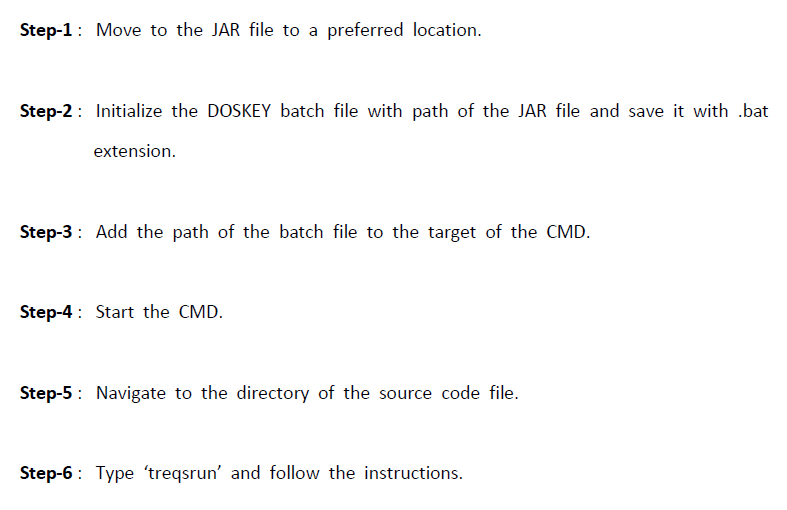 Step-1 : Move to the JAR file to a preferred location.
Step-2 : Initialize the DOSKEY batch file with path of the JAR file and save it with .bat
extension.
Step-3 : Add the path of the batch file to the target of the CMD.
Step-4 : Start the CMD.
Step-5 : Navigate to the directory of the source code file.
Step-6 : Type ‘treqsrun’ and follow the instructions.